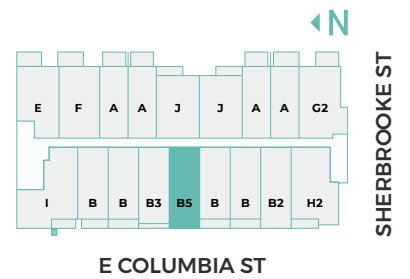 N
E F A A J J A A G2
I B B B3 B5 B B B2 H2
SHERBROOKE ST
E COLUMBIA ST